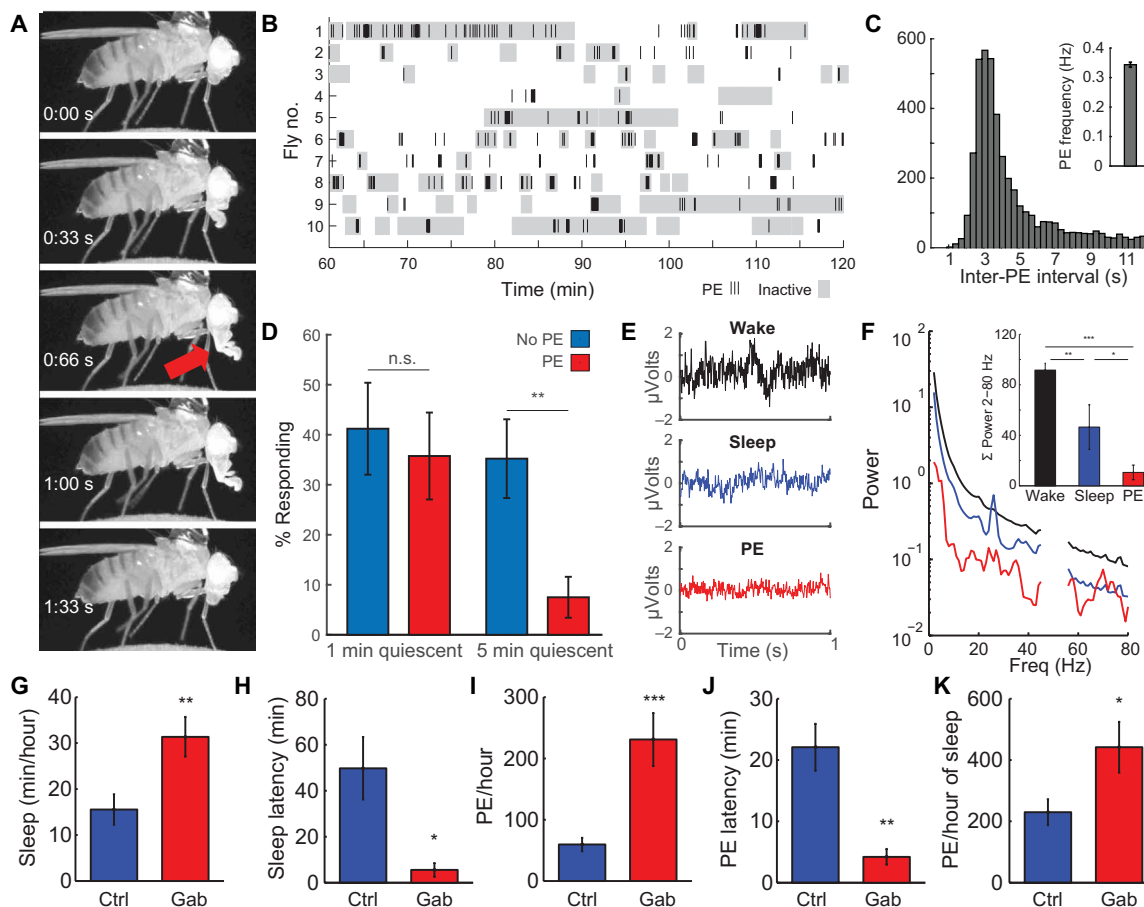 A
0:00 s
0:33 s
0:66 s
1:00 s
1:33 s
B
Fly no.
1
2
3
4
5
6
7
8
9
10
60 70 80 90 100 110 120
Time (min)
PE Inactive
C
600
400
200
0
1 3 5 7 9 11
Inter-PE interval (s)
PE frequency (Hz)
0.4
0.2
0
D
% Responding
60
50
40
30
20
10
0
No PE
PE
n.s.
**
1 min quiescent 5 min quiescent
E
Wake
µVolts
2
0
−2
Sleep
µVolts
2
0
−2
PE
µVolts
2
0
−2
0 1
Time (s)
F
Power
10²
10¹
10⁰
10⁻¹
10⁻²
0 20 40 60 80
Freq (Hz)
Σ Power 2−80 Hz
120
80
40
0
***
** *
Wake Sleep PE
G
Sleep (min/hour)
40
30
20
10
0
**
Ctrl Gab
H
Sleep latency (min)
80
60
40
20
0
*
Ctrl Gab
I
PE/hour
300
200
100
0
***
Ctrl Gab
J
PE latency (min)
30
20
10
0
**
Ctrl Gab
K
PE/hour of sleep
600
400
200
0
*
Ctrl Gab